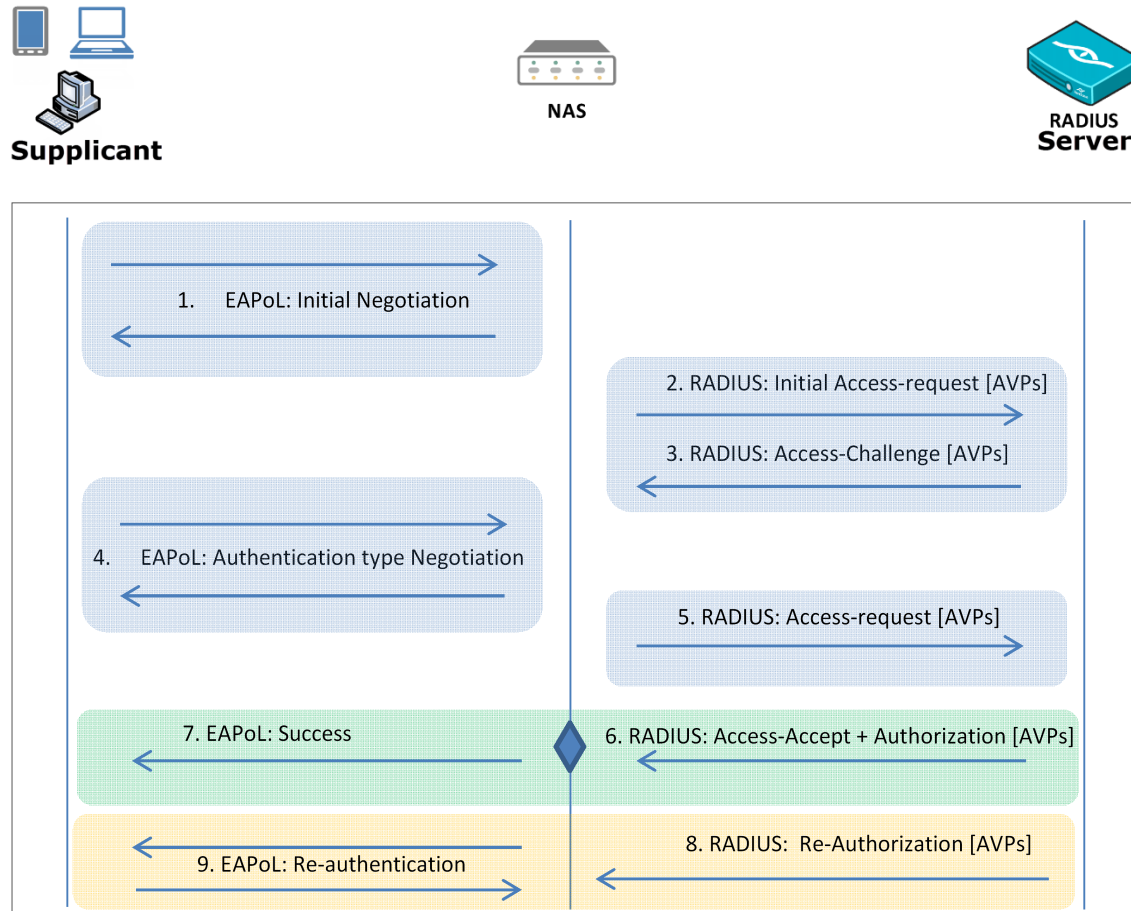 Supplicant
NAS
RADIUS
Server
1. EAPoL: Initial Negotiation
2. RADIUS: Initial Access-request [AVPs]
3. RADIUS: Access-Challenge [AVPs]
4. EAPoL: Authentication type Negotiation
5. RADIUS: Access-request [AVPs]
7. EAPoL: Success
6. RADIUS: Access-Accept + Authorization [AVPs]
8. RADIUS: Re-Authorization [AVPs]
9. EAPoL: Re-authentication